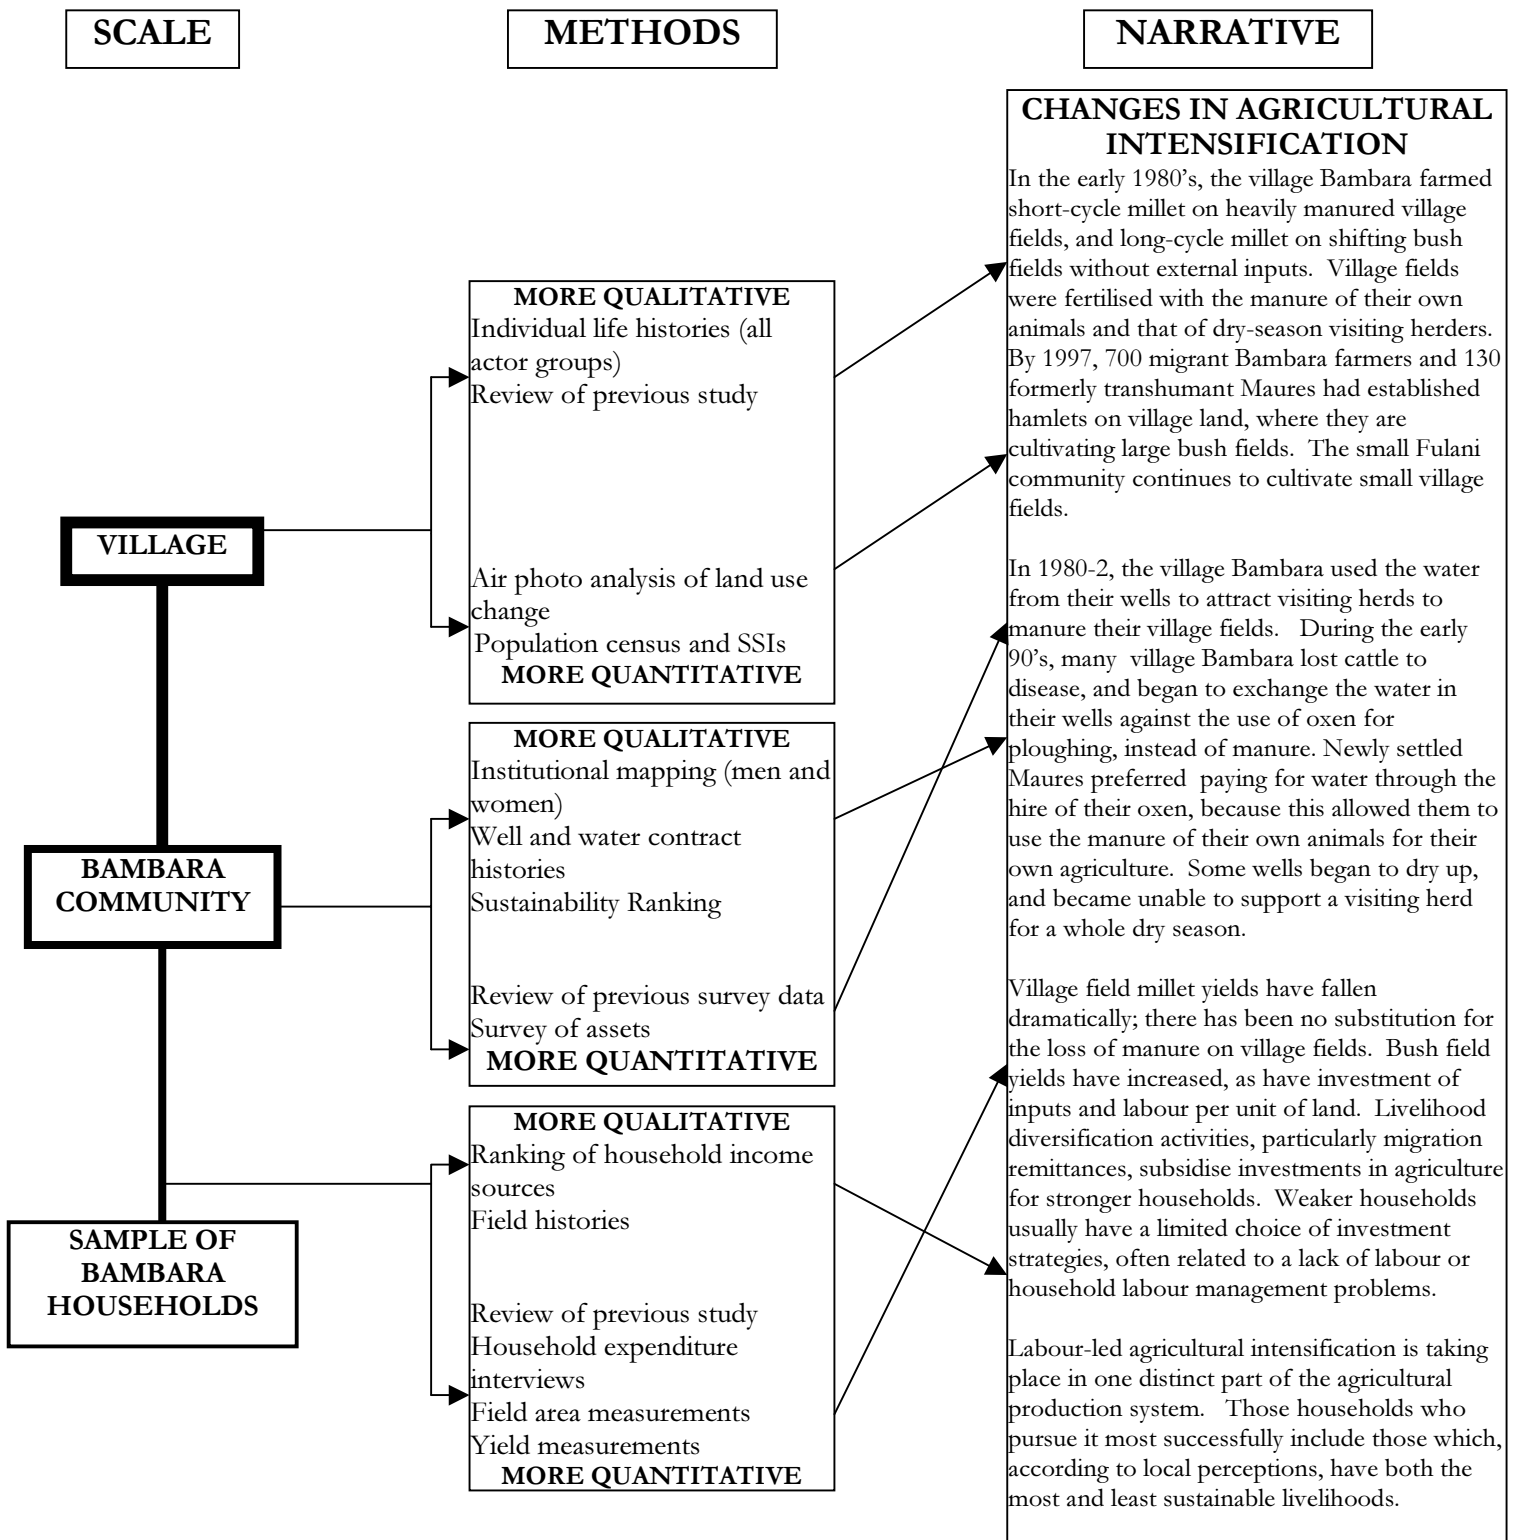 SCALE
METHODS
NARRATIVE
VILLAGE
BAMBARA
COMMUNITY
SAMPLE OF
BAMBARA
HOUSEHOLDS
MORE QUALITATIVE
Individual life histories (all
actor groups)
Review of previous study
Air photo analysis of land use
change
Population census and SSIs
MORE QUANTITATIVE
MORE QUALITATIVE
Institutional mapping (men and
women)
Well and water contract
histories
Sustainability Ranking
Review of previous survey data
Survey of assets
MORE QUANTITATIVE
MORE QUALITATIVE
Ranking of household income
sources
Field histories
Review of previous study
Household expenditure
interviews
Field area measurements
Yield measurements
MORE QUANTITATIVE
CHANGES IN AGRICULTURAL
INTENSIFICATION
In the early 1980’s, the village Bambara farmed
short-cycle millet on heavily manured village
fields, and long-cycle millet on shifting bush
fields without external inputs.  Village fields
were fertilised with the manure of their own
animals and that of dry-season visiting herders.
By 1997, 700 migrant Bambara farmers and 130
formerly transhumant Maures had established
hamlets on village land, where they are
cultivating large bush fields.  The small Fulani
community continues to cultivate small village
fields.
In 1980-2, the village Bambara used the water
from their wells to attract visiting herds to
manure their village fields.   During the early
90’s, many  village Bambara lost cattle to
disease, and began to exchange the water in
their wells against the use of oxen for
ploughing, instead of manure. Newly settled
Maures preferred  paying for water through the
hire of their oxen, because this allowed them to
use the manure of their own animals for their
own agriculture.  Some wells began to dry up,
and became unable to support a visiting herd
for a whole dry season.
Village field millet yields have fallen
dramatically; there has been no substitution for
the loss of manure on village fields.  Bush field
yields have increased, as have investment of
inputs and labour per unit of land.  Livelihood
diversification activities, particularly migration
remittances, subsidise investments in agriculture
for stronger households.  Weaker households
usually have a limited choice of investment
strategies, often related to a lack of labour or
household labour management problems.
Labour-led agricultural intensification is taking
place in one distinct part of the agricultural
production system.   Those households who
pursue it most successfully include those which,
according to local perceptions, have both the
most and least sustainable livelihoods.